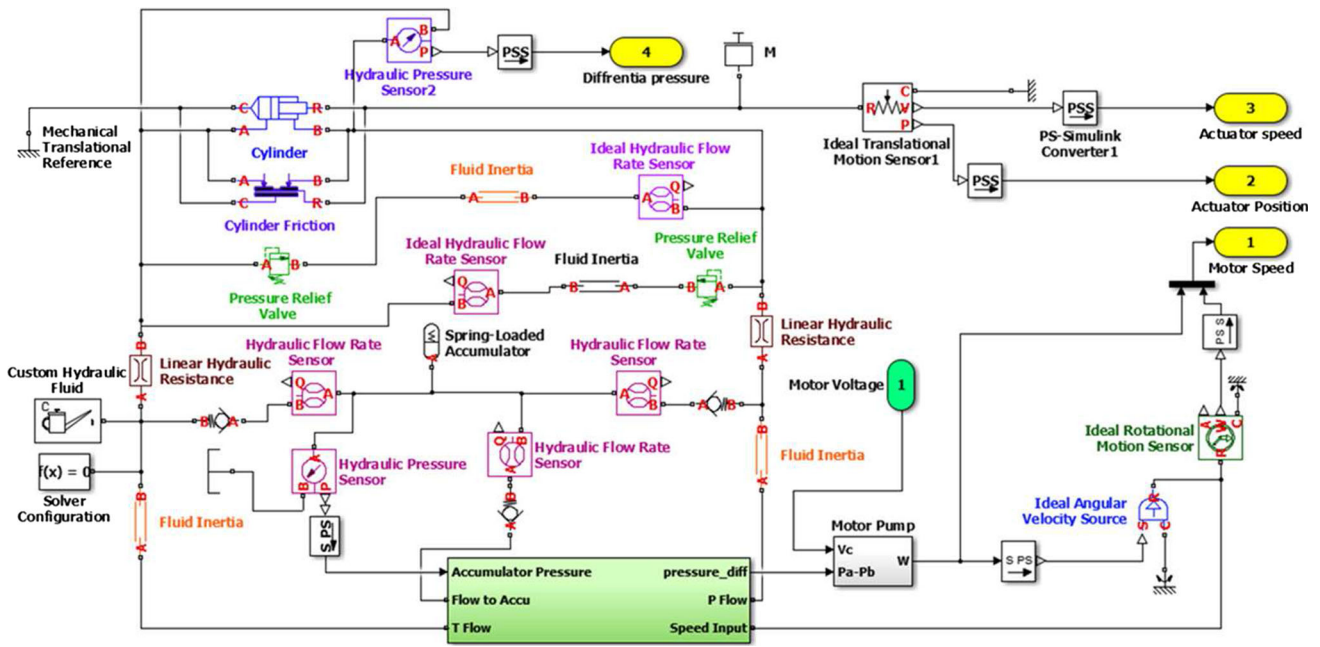 A
B
P
PSS
4
Diffrentia pressure
Hydraulic Pressure
Sensor2
M
C
R
A
B
Cylinder
Mechanical
Translational
Reference
A
B
C
R
Cylinder Friction
R
C
V
P
Ideal Translational
Motion Sensor1
PSS
PS-Simulink
Converter1
3
Actuator speed
PSS
2
Actuator Position
1
Motor Speed
Fluid Inertia
A
B
Ideal Hydraulic Flow
Rate Sensor
A
Q
B
A
B
Pressure Relief
Valve
Ideal Hydraulic Flow
Rate Sensor
Q
B
A
Fluid Inertia
B
A
Pressure Relief
Valve
B
A
B
A
Linear Hydraulic
Resistance
B
A
Linear Hydraulic
Resistance
Spring-Loaded
Accumulator
W
A
Hydraulic Flow Rate
Sensor
Q
B
A
Hydraulic Flow Rate
Sensor
A
Q
B
Custom Hydraulic
Fluid
C
B
A
A
B
f(x) = 0
Solver
Configuration
A
B
P
Hydraulic Pressure
Sensor
Q
B
A
Hydraulic Flow Rate
Sensor
B
A
B
A
Fluid Inertia
B
A
Fluid Inertia
S PS
Motor Voltage
1
PS S
A
W
C
R
Ideal Rotational
Motion Sensor
Ideal Angular
Velocity Source
R
S
C
Motor Pump
Vc
Pa-Pb
W
S PS
Accumulator Pressure
Flow to Accu
T Flow
pressure_diff
P Flow
Speed Input